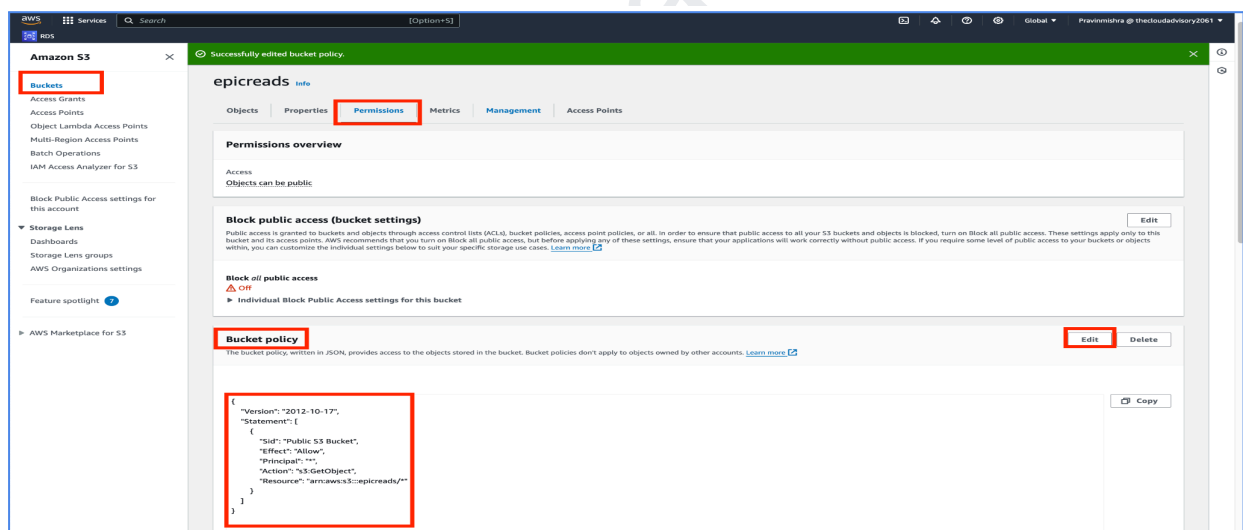 aws Services Search [Option+S] Global Pravinmishra @ thecloudadvisory2061
RDS
Amazon S3
Buckets
Access Grants
Access Points
Object Lambda Access Points
Multi-Region Access Points
Batch Operations
IAM Access Analyzer for S3
Block Public Access settings for
this account
Storage Lens
Dashboards
Storage Lens groups
AWS Organizations settings
Feature spotlight 7
AWS Marketplace for S3
Successfully edited bucket policy.
epicreads Info
Objects Properties Permissions Metrics Management Access Points
Permissions overview
Access
Objects can be public
Block public access (bucket settings) Edit
Public access is granted to buckets and objects through access control lists (ACLs), bucket policies, access point policies, or all. In order to ensure that public access to all your S3 buckets and objects is blocked, turn on Block all public access. These settings apply only to this
bucket and its access points. AWS recommends that you turn on Block all public access, but before applying any of these settings, ensure that your applications will work correctly without public access. If you require some level of public access to your buckets or objects
within, you can customize the individual settings below to suit your specific storage use cases. Learn more
Block all public access
Off
Individual Block Public Access settings for this bucket
Bucket policy Edit Delete
The bucket policy, written in JSON, provides access to the objects stored in the bucket. Bucket policies don't apply to objects owned by other accounts. Learn more
Copy
{
"Version": "2012-10-17",
"Statement": [
{
"Sid": "Public S3 Bucket",
"Effect": "Allow",
"Principal": "*",
"Action": "s3:GetObject",
"Resource": "arn:aws:s3:::epicreads/*"
}
]
}